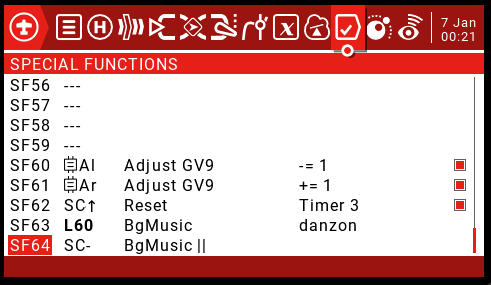 7 Jan
00:21
SPECIAL FUNCTIONS
SF56 ---
SF57 ---
SF58 ---
SF59 ---
SF60 Al Adjust GV9 -= 1
SF61 Ar Adjust GV9 += 1
SF62 SC↑ Reset Timer 3
SF63 L60 BgMusic danzon
SF64 SC- BgMusic ||